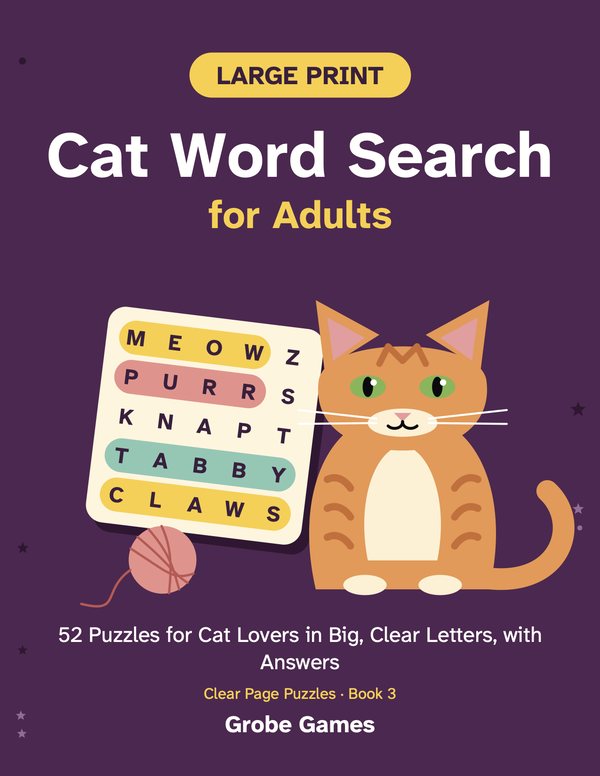 LARGE PRINT
Cat Word Search
for Adults
M E O W Z
P U R R S
K N A P T
T A B B Y
C L A W S
52 Puzzles for Cat Lovers in Big, Clear Letters, with
Answers
Clear Page Puzzles · Book 3
Grobe Games